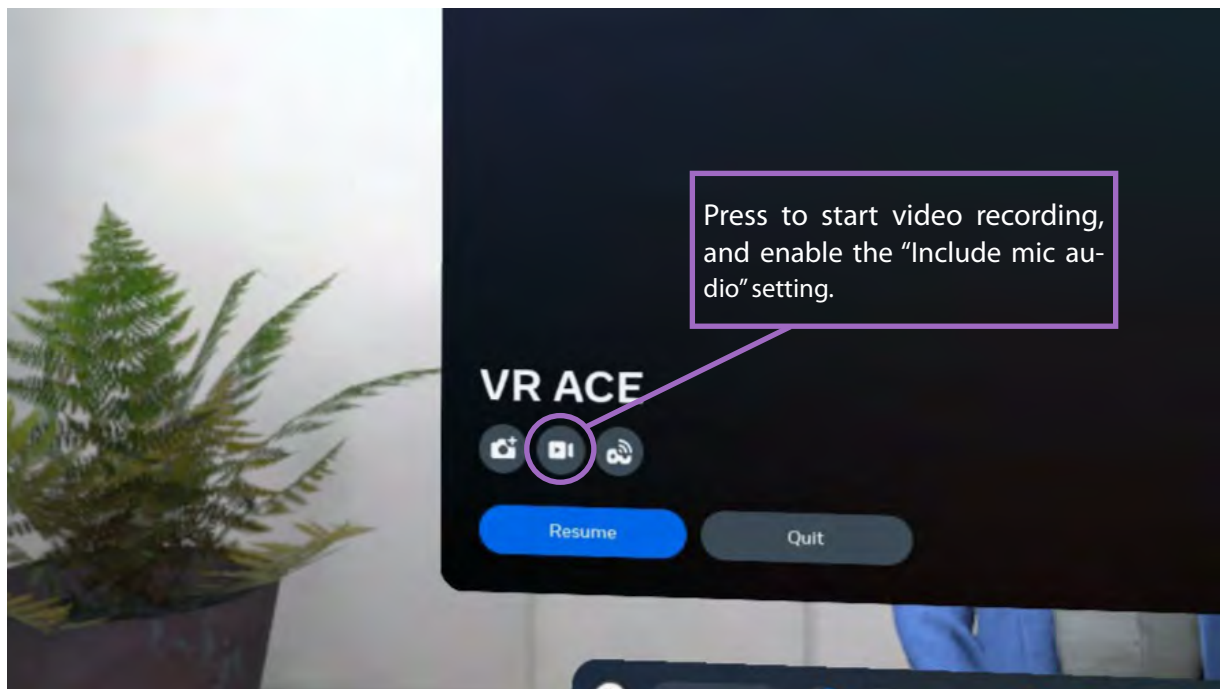 Press to start video recording,
and enable the “Include mic au-
dio” setting.
VR ACE
Resume
Quit